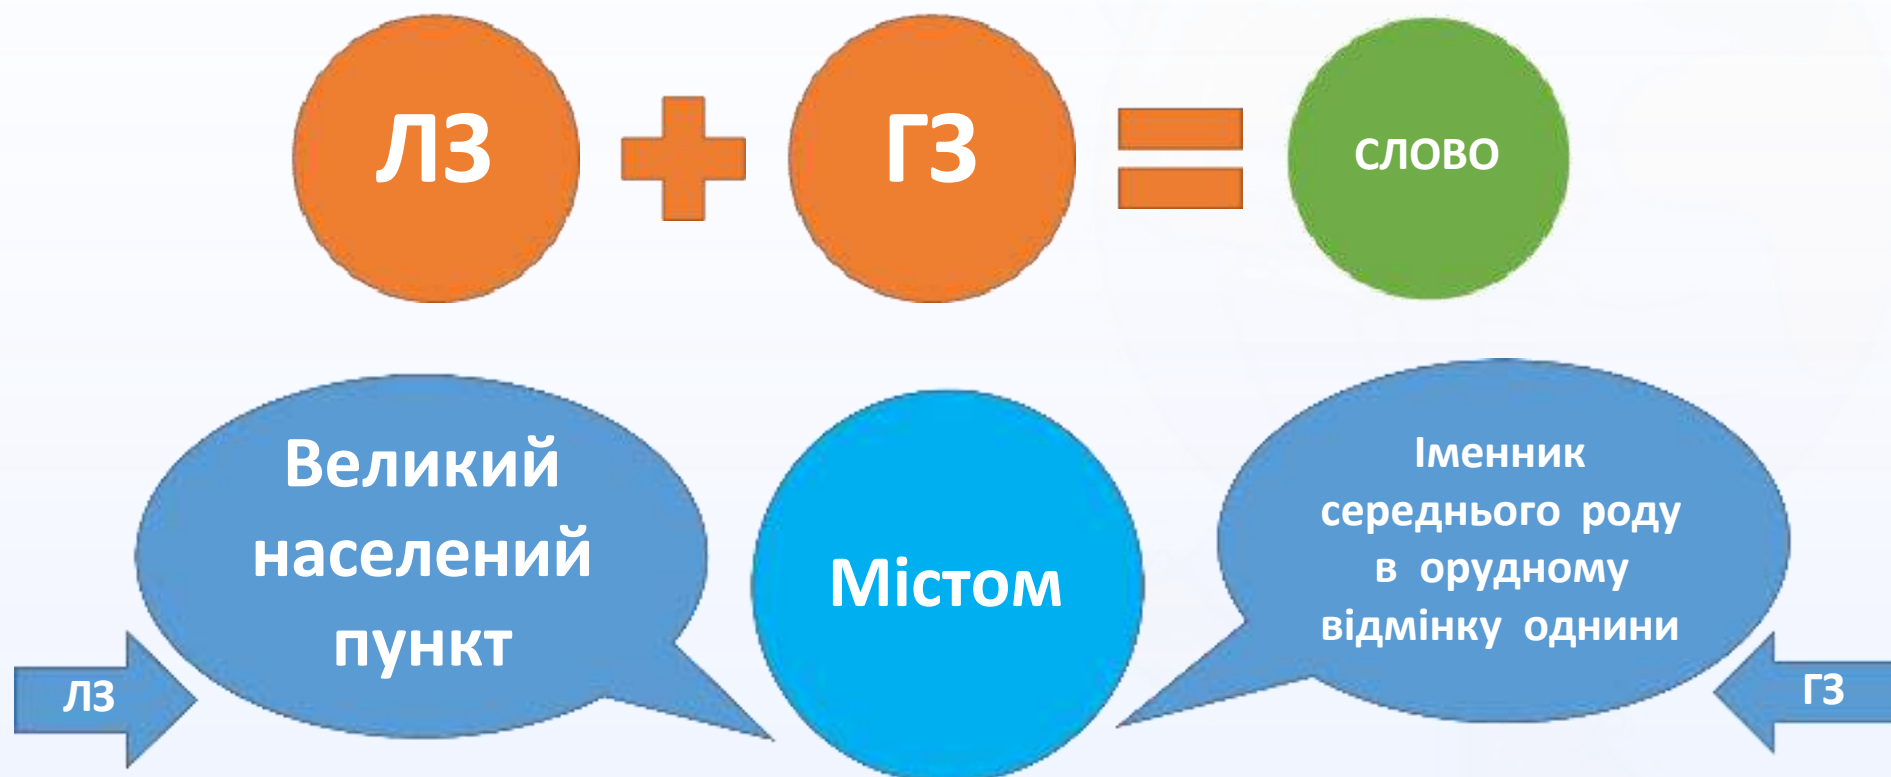 ЛЗ
ГЗ
СЛОВО
Великий
населений
пункт
Містом
Іменник
середнього роду
в орудному
відмінку однини
ЛЗ
ГЗ